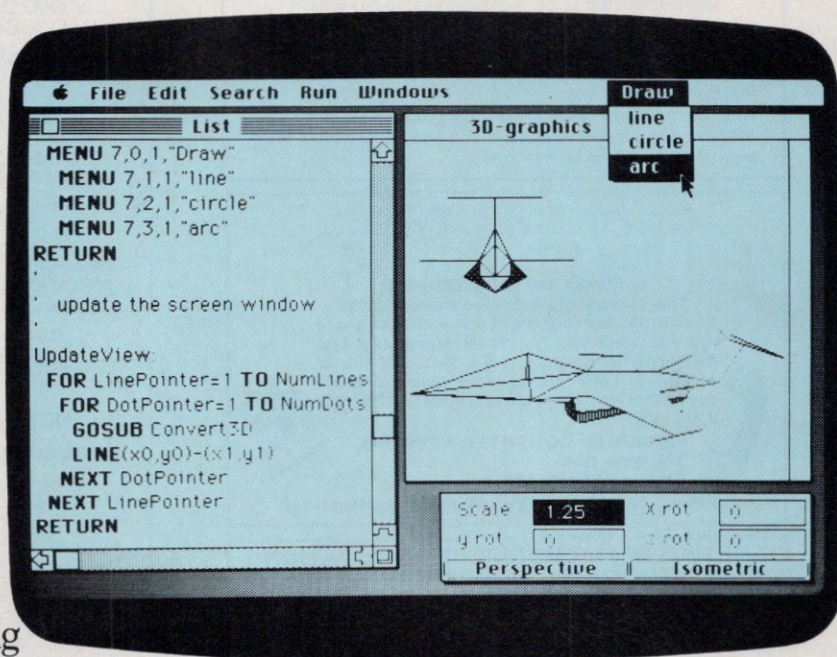 File Edit Search Run Windows Draw
line
circle
arc
List
MENU 7,0,1,"Draw"
MENU 7,1,1,"line"
MENU 7,2,1,"circle"
MENU 7,3,1,"arc"
RETURN
'
' update the screen window
'
UpdateView:
FOR LinePointer=1 TO NumLines
FOR DotPointer=1 TO NumDots
GOSUB Convert3D
LINE(x0,y0)-(x1,y1)
NEXT DotPointer
NEXT LinePointer
RETURN
3D-graphics
Scale 1.25 X rot 0
y rot 0 z rot 0
Perspective Isometric
g